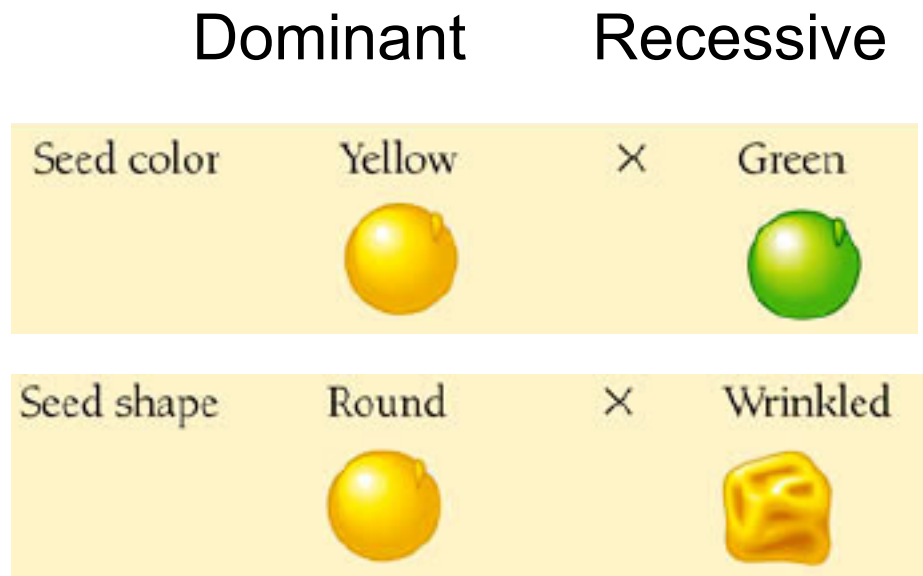 Dominant Recessive
Seed color Yellow × Green
Seed shape Round × Wrinkled